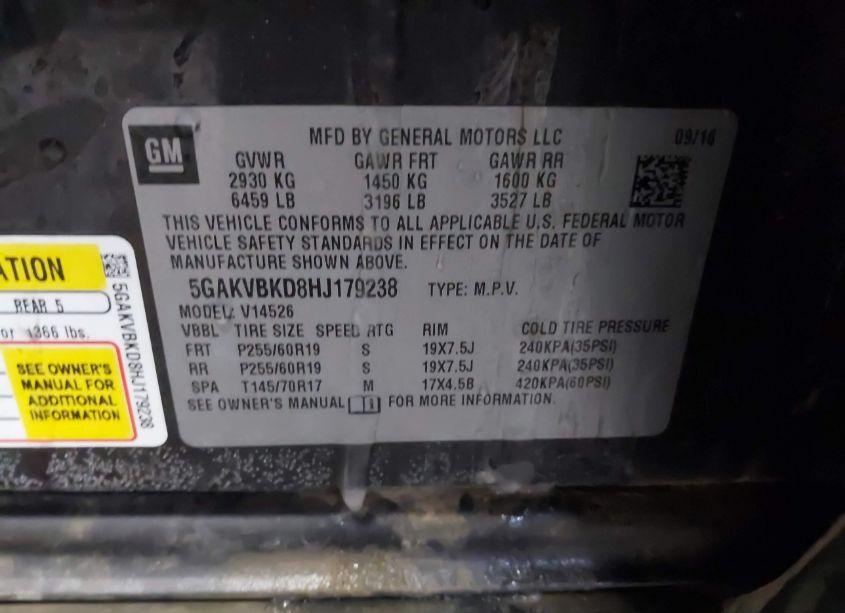 GM
MFD BY GENERAL MOTORS LLC 09/16
GVWR GAWR FRT GAWR RR
2930 KG 1450 KG 1600 KG
6459 LB 3196 LB 3527 LB
THIS VEHICLE CONFORMS TO ALL APPLICABLE U.S. FEDERAL MOTOR
VEHICLE SAFETY STANDARDS IN EFFECT ON THE DATE OF
MANUFACTURE SHOWN ABOVE.
5GAKVBKD8HJ179238 TYPE: M.P.V.
MODEL: V14526
VBBL TIRE SIZE SPEED RTG RIM COLD TIRE PRESSURE
FRT P255/60R19 S 19X7.5J 240KPA(35PSI)
RR P255/60R19 S 19X7.5J 240KPA(35PSI)
SPA T145/70R17 M 17X4.5B 420KPA(60PSI)
SEE OWNER'S MANUAL FOR MORE INFORMATION.
ATION
REAR 5
or 1366 lbs.
SEE OWNER'S
MANUAL FOR
ADDITIONAL
INFORMATION
5GAKVBKD8HJ179238